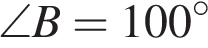 ∠B = 100°